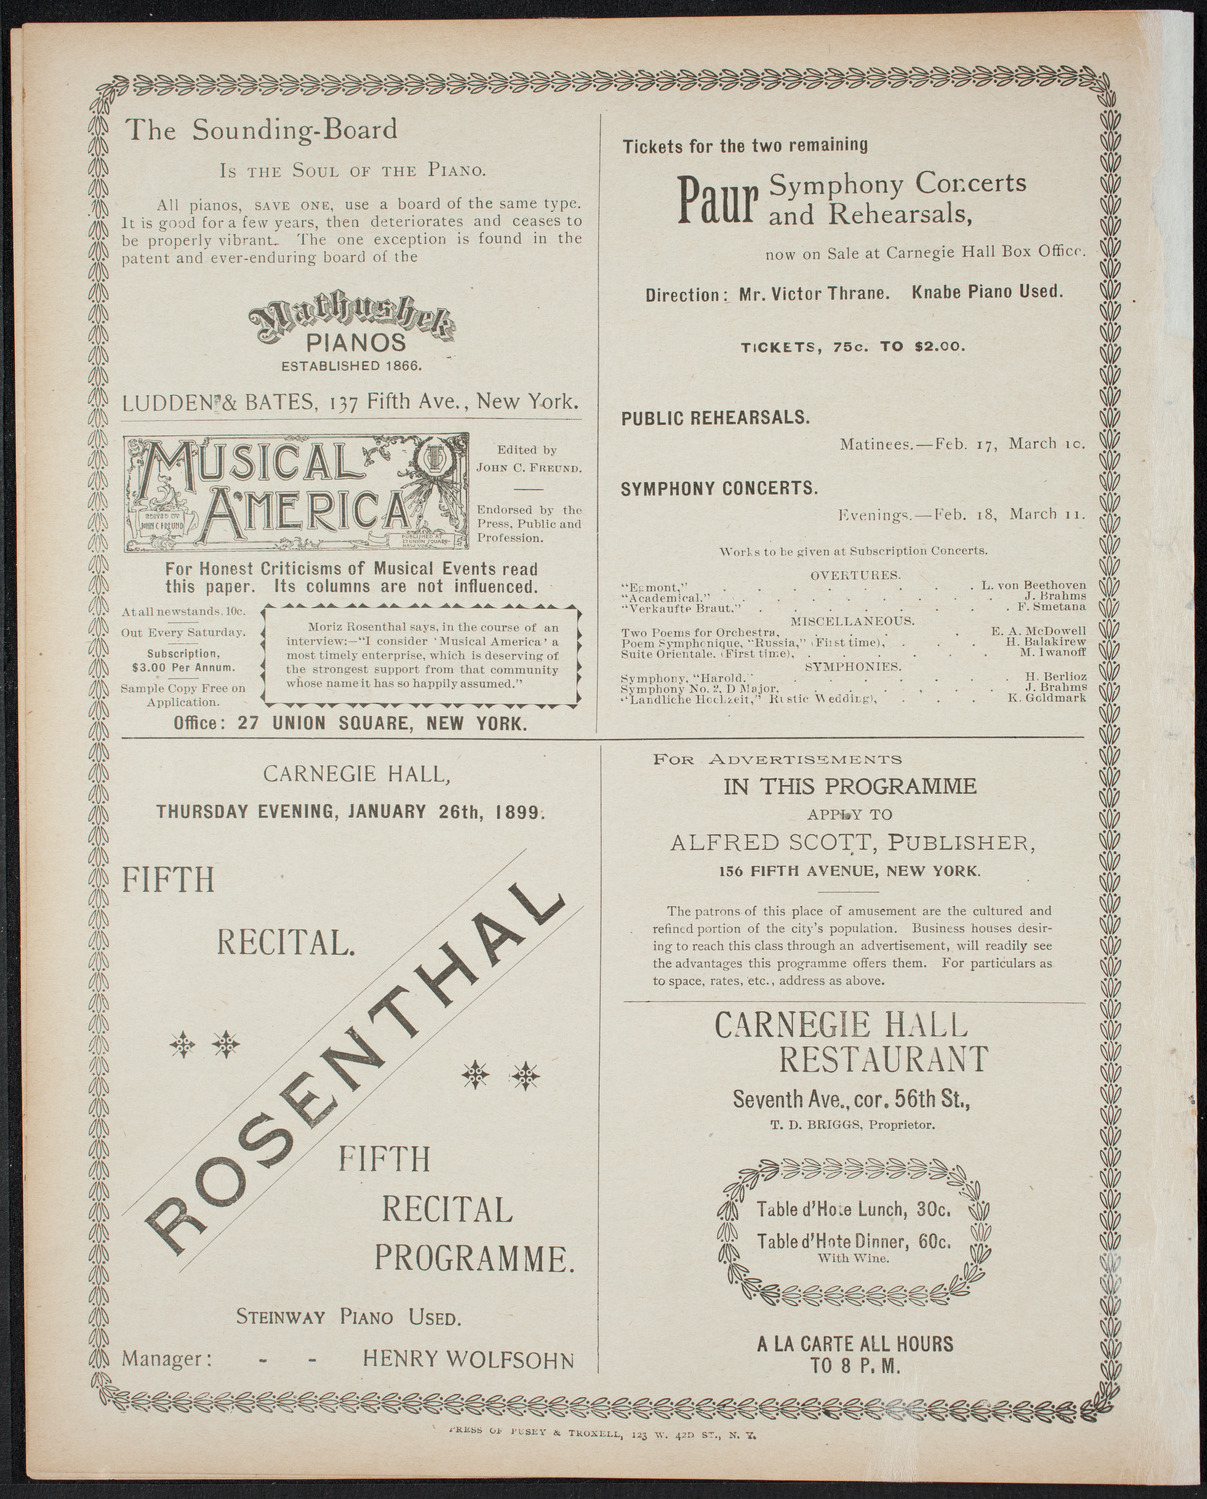 The Sounding-Board
Is the Soul of the Piano.
All pianos, save one, use a board of the same type.
It is good for a few years, then deteriorates and ceases to
be properly vibrant. The one exception is found in the
patent and ever-enduring board of the
Mathushek
PIANOS
ESTABLISHED 1866.
LUDDEN & BATES, 137 Fifth Ave., New York.
MUSICAL
AMERICA
EDITED BY
JOHN C FREUND
PUBLISHED AT
Edited by
John C. Freund.
Endorsed by the
Press, Public and
Profession.
For Honest Criticisms of Musical Events read
this paper. Its columns are not influenced.
At all newstands, 10c.
Out Every Saturday.
Subscription,
$3.00 Per Annum.
Sample Copy Free on
Application.
Moriz Rosenthal says, in the course of an
interview:—"I consider 'Musical America' a
most timely enterprise, which is deserving of
the strongest support from that community
whose name it has so happily assumed."
Office: 27 UNION SQUARE, NEW YORK.
CARNEGIE HALL,
THURSDAY EVENING, JANUARY 26th, 1899.
FIFTH
RECITAL.
ROSENTHAL
FIFTH
RECITAL
PROGRAMME.
Steinway Piano Used.
Manager: - - HENRY WOLFSOHN
Tickets for the two remaining
Paur Symphony Concerts
and Rehearsals,
now on Sale at Carnegie Hall Box Office.
Direction: Mr. Victor Thrane. Knabe Piano Used.
TICKETS, 75c. TO $2.00.
PUBLIC REHEARSALS.
Matinees.—Feb. 17, March 10.
SYMPHONY CONCERTS.
Evenings.—Feb. 18, March 11.
Works to be given at Subscription Concerts.
OVERTURES.
"Egmont," . . . . . . . . . L. von Beethoven
"Academical," . . . . . . . . . J. Brahms
"Verkaufte Braut." . . . . . . . . F. Smetana
MISCELLANEOUS.
Two Poems for Orchestra, . . . . . E. A. McDowell
Poem Symphonique, "Russia," (First time), . . . H. Balakirew
Suite Orientale, (First time), . . . . . . M. Iwanoff
SYMPHONIES.
Symphony, "Harold." . . . . . . . H. Berlioz
Symphony No. 2, D Major, . . . . . . J. Brahms
"Landliche Hochzeit," Rustic Wedding), . . . K. Goldmark
For Advertisements
IN THIS PROGRAMME
APPLY TO
ALFRED SCOTT, Publisher,
156 FIFTH AVENUE, NEW YORK.
The patrons of this place of amusement are the cultured and
refined portion of the city's population. Business houses desir-
ing to reach this class through an advertisement, will readily see
the advantages this programme offers them. For particulars as
to space, rates, etc., address as above.
CARNEGIE HALL
RESTAURANT
Seventh Ave., cor. 56th St.,
T. D. BRIGGS, Proprietor.
Table d'Hote Lunch, 30c.
Table d'Hote Dinner, 60c.
With Wine.
A LA CARTE ALL HOURS
TO 8 P. M.
PRESS OF PUSEY & TROXELL, 123 W. 42D ST., N. Y.